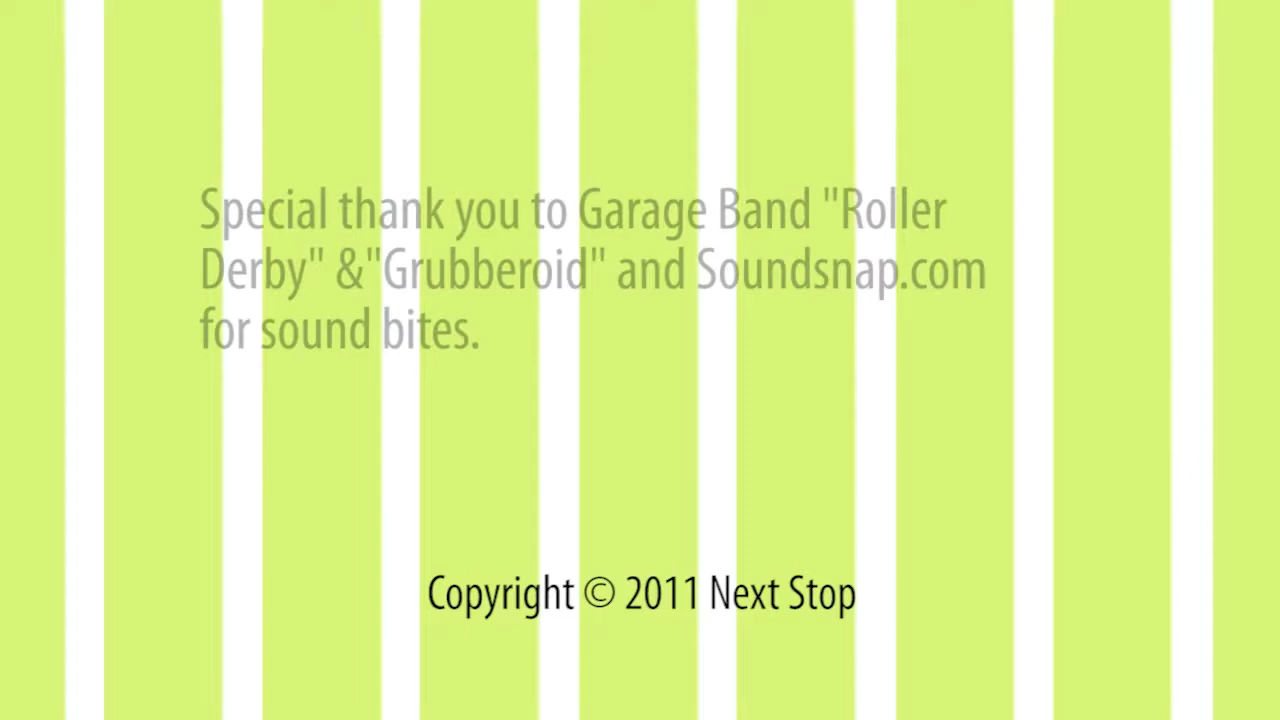 Special thank you to Garage Band "Roller
Derby" &"Grubberoid" and Soundsnap.com
for sound bites.
Copyright © 2011 Next Stop